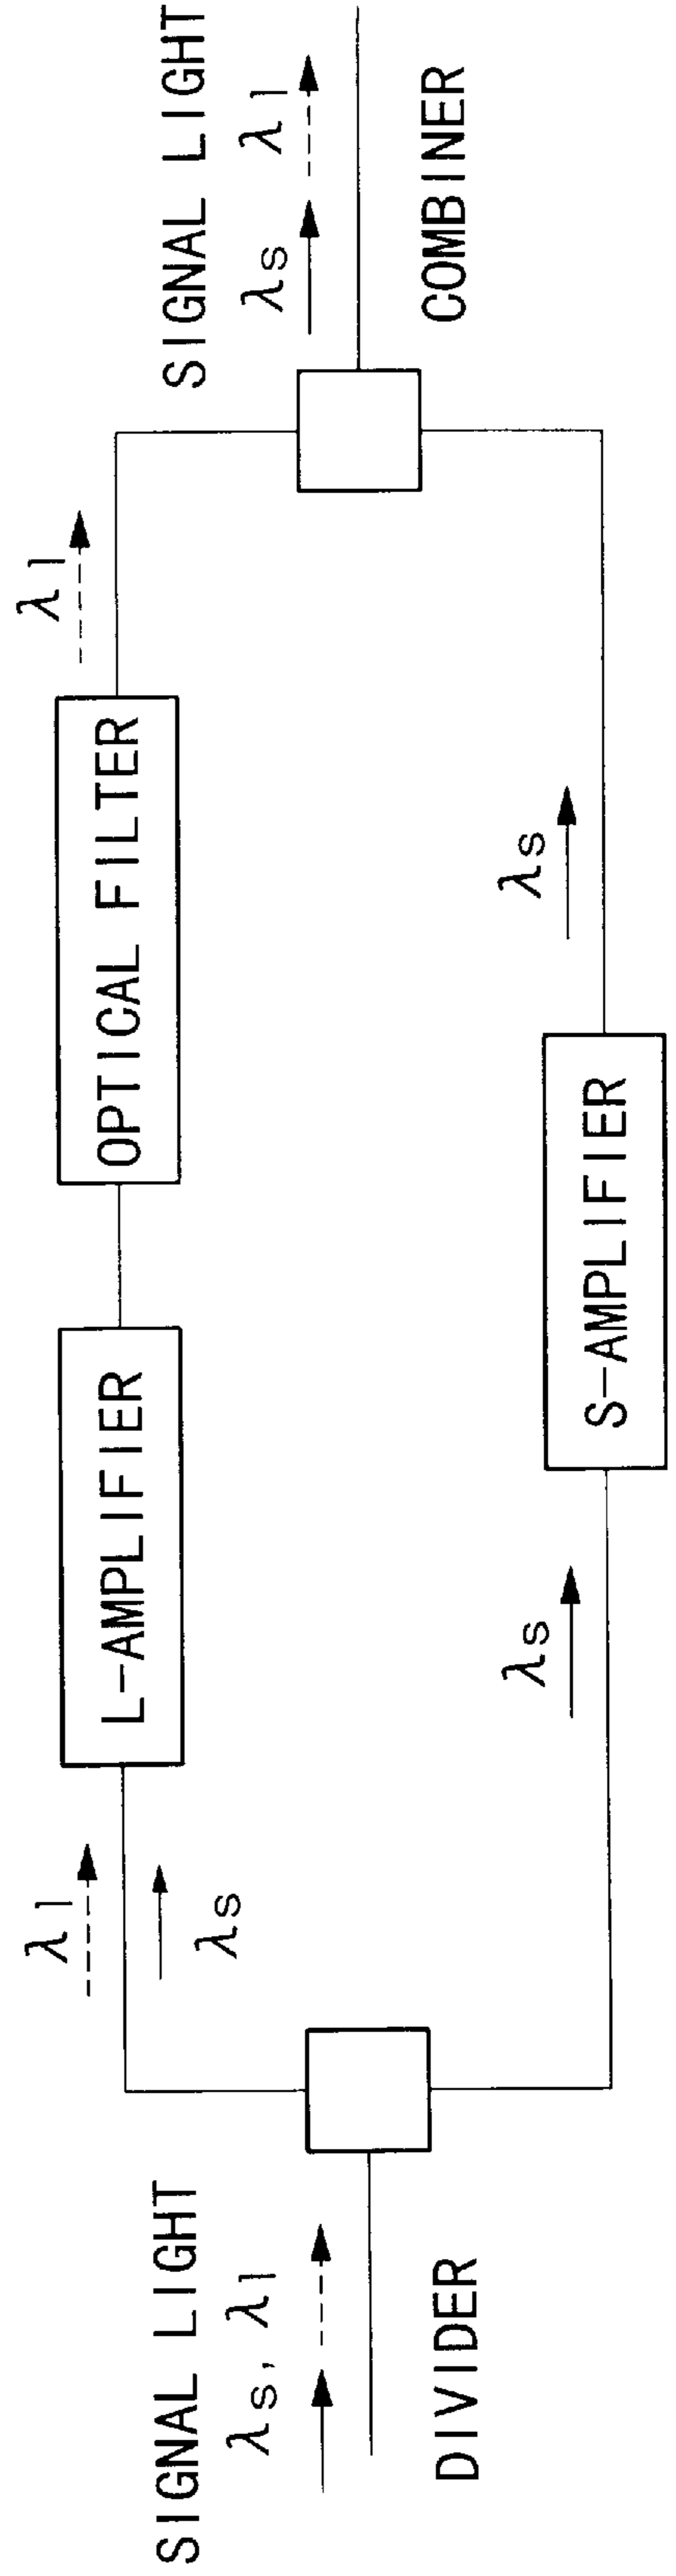 SIGNAL LIGHT
λs, λl
DIVIDER
λl
λs
L-AMPLIFIER
OPTICAL FILTER
λl
λs
S-AMPLIFIER
λs
SIGNAL LIGHT
λs λl
COMBINER